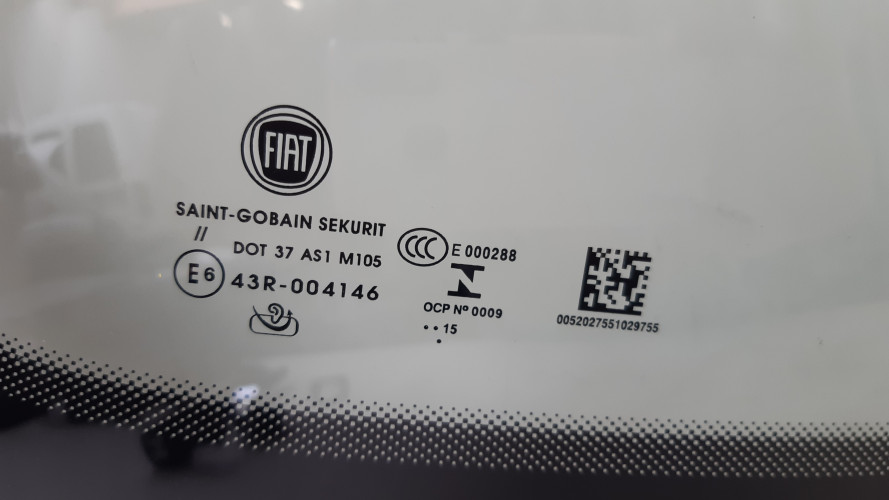 FIAT
SAINT-GOBAIN SEKURIT
//
DOT 37 AS1 M105
E6 43R-004146
CCC E 000288
OCP Nº 0009
•• 15
•
0052027551029755